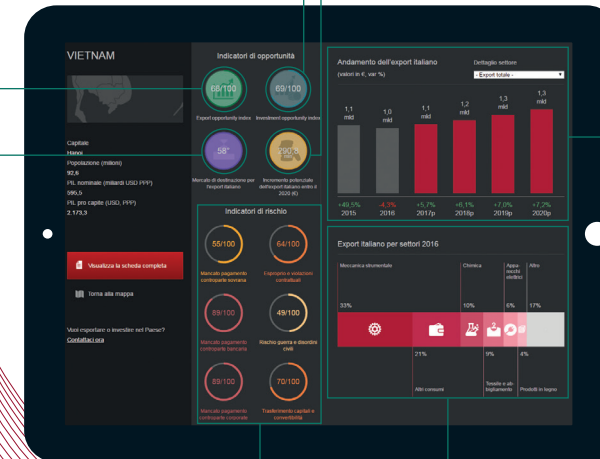 VIETNAM
Capitale
Hanoi
Popolazione (milioni)
92,6
PIL nominale (miliardi USD PPP)
595,5
PIL pro capite (USD, PPP)
2.173,3
Visualizza la scheda completa
Torna alla mappa
Vuoi esportare o investire nel Paese?
Contattaci ora
Indicatori di opportunità
68/100
69/100
Export opportunity index
Investment opportunity index
58°
Mercato di destinazione per
l'export italiano
Incremento potenziale
dell'export italiano entro il
2020 (€)
Indicatori di rischio
55/100
64/100
Mancato pagamento
controparte sovrana
Esproprio e violazioni
contrattuali
89/100
49/100
Mancato pagamento
controparte bancaria
Rischio guerra e disordini
civili
89/100
70/100
Mancato pagamento
controparte corporate
Trasferimento capitali e
convertibilità
Andamento dell'export italiano
(valori in €, var %)
Dettaglio settore
- Export totale -
1,1
mld
1,0
mld
1,1
mld
1,2
mld
1,3
mld
1,3
mld
+49,5%
-4,3%
+5,7%
+6,1%
+7,0%
+7,2%
2015
2016
2017p
2018p
2019p
2020p
Export italiano per settori 2016
Meccanica strumentale
Chimica
Appa-
recchi
elettrici
Altro
33%
10%
6%
17%
21%
9%
4%
Altri consumi
Tessile e ab-
bigliamento
Prodotti in legno